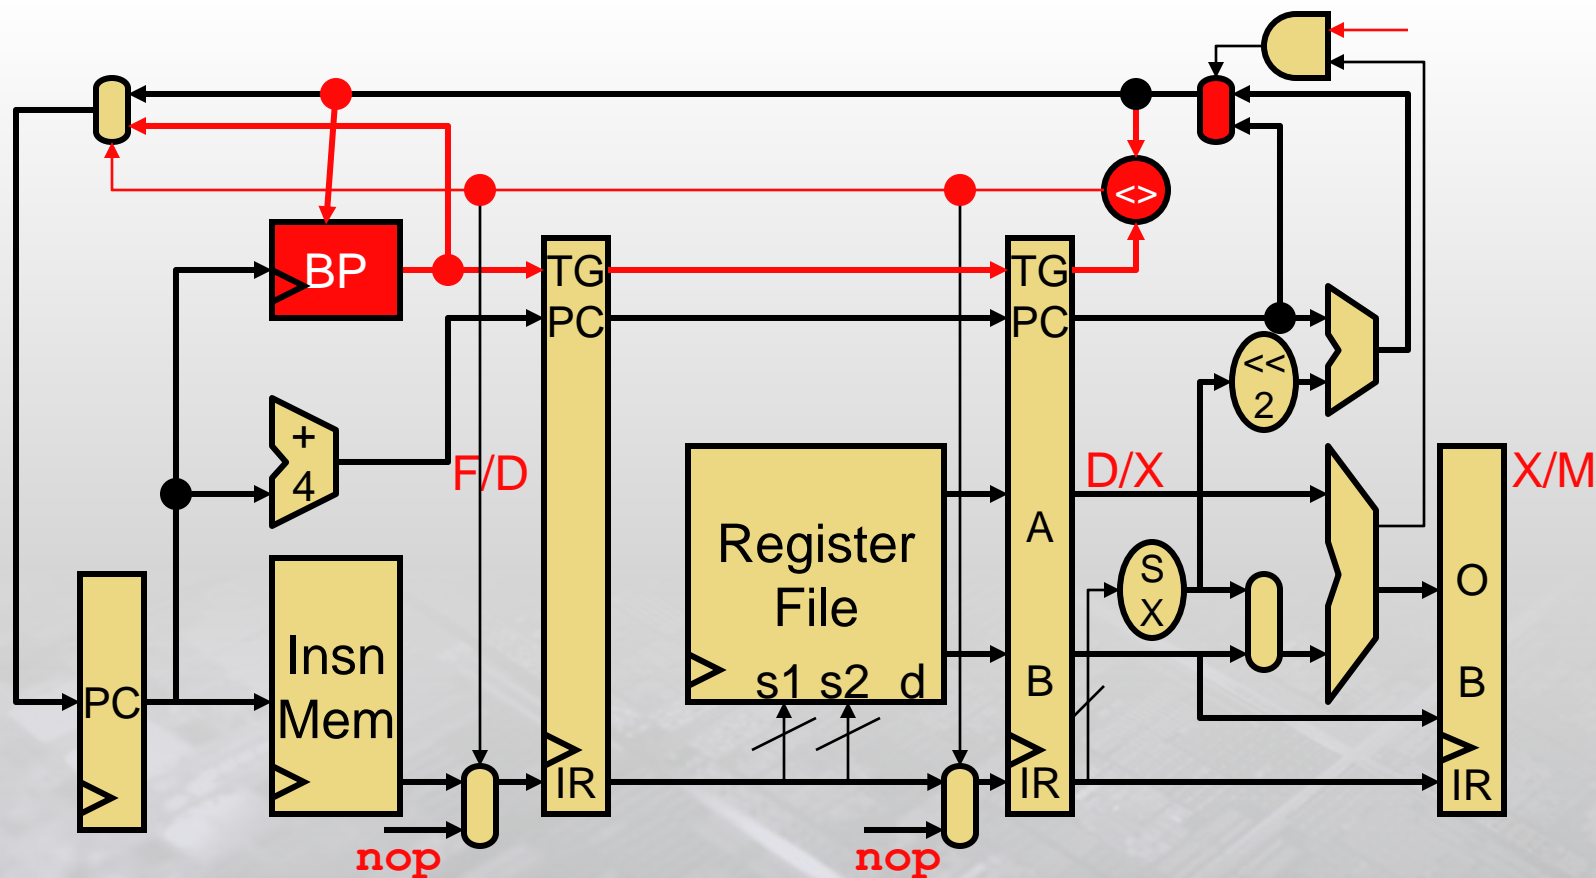 <>
BP
TG
PC
TG
PC
<<
2
+
4
F/D
D/X
X/M
Register
File
s1 s2 d
A
B
S
X
O
B
PC
Insn
Mem
IR
IR
IR
nop
nop